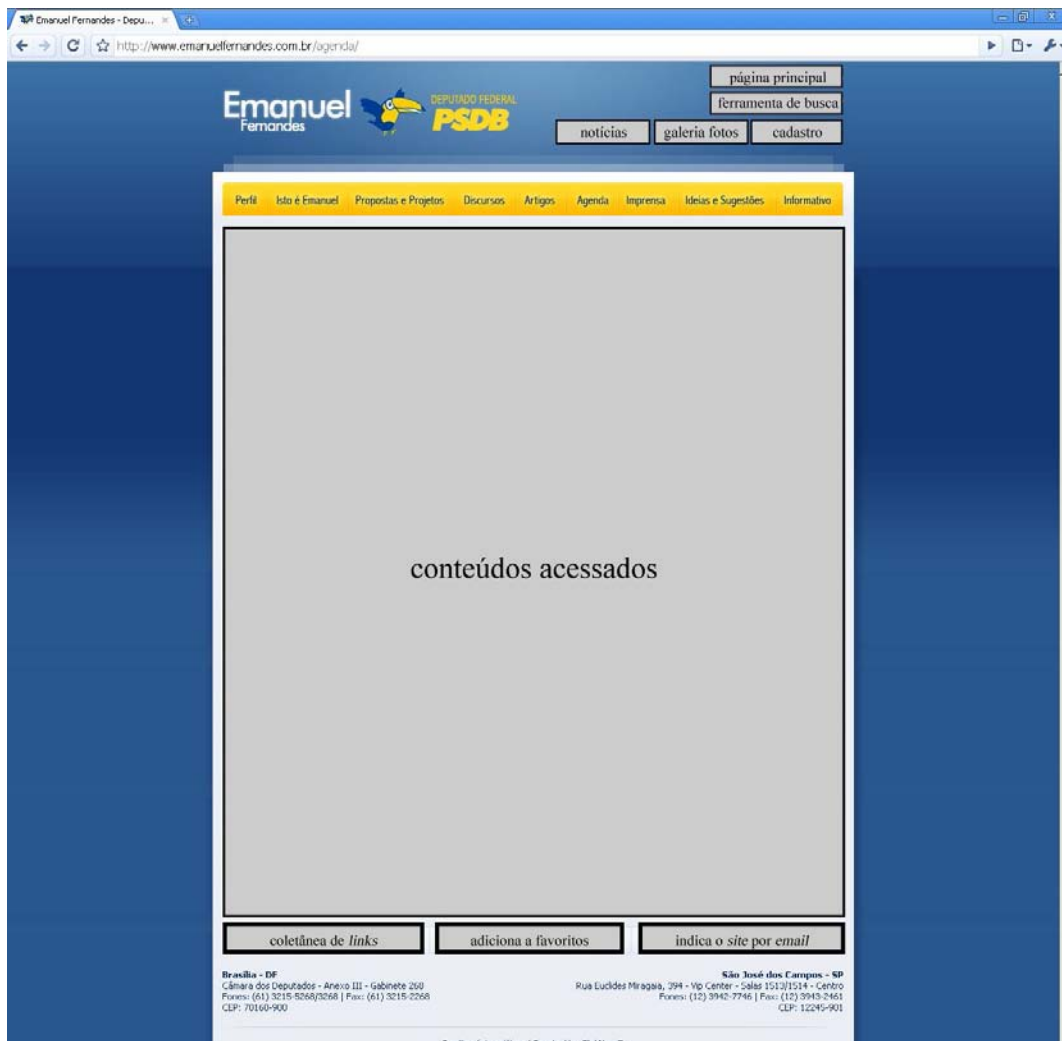 Emanuel Fernandes - Depu...
http://www.emanuelfernandes.com.br/agenda/
página principal
ferramenta de busca
notícias galeria fotos cadastro
Emanuel
Fernandes
DEPUTADO FEDERAL
PSDB
Perfil Isto é Emanuel Propostas e Projetos Discursos Artigos Agenda Imprensa Ideias e Sugestões Informativo
conteúdos acessados
coletânea de links adiciona a favoritos indica o site por email
Brasília - DF
Câmara dos Deputados - Anexo III - Gabinete 260
Fones: (61) 3215-5268/3268 | Fax: (61) 3215-2268
CEP: 70160-900
São José dos Campos - SP
Rua Euclides Miragaia, 394 - Vip Center - Salas 1513/1514 - Centro
Fones: (12) 3942-7746 | Fax: (12) 3943-2461
CEP: 12245-901